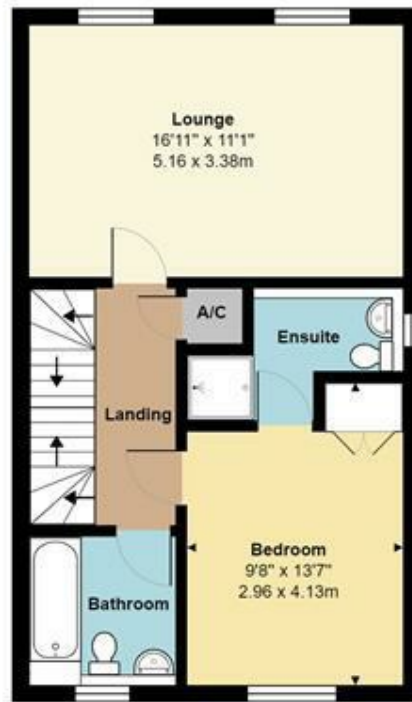 Lounge
16'11" x 11'1"
5.16 x 3.38m
A/C
Ensuite
Landing
Bedroom
9'8" x 13'7"
2.96 x 4.13m
Bathroom